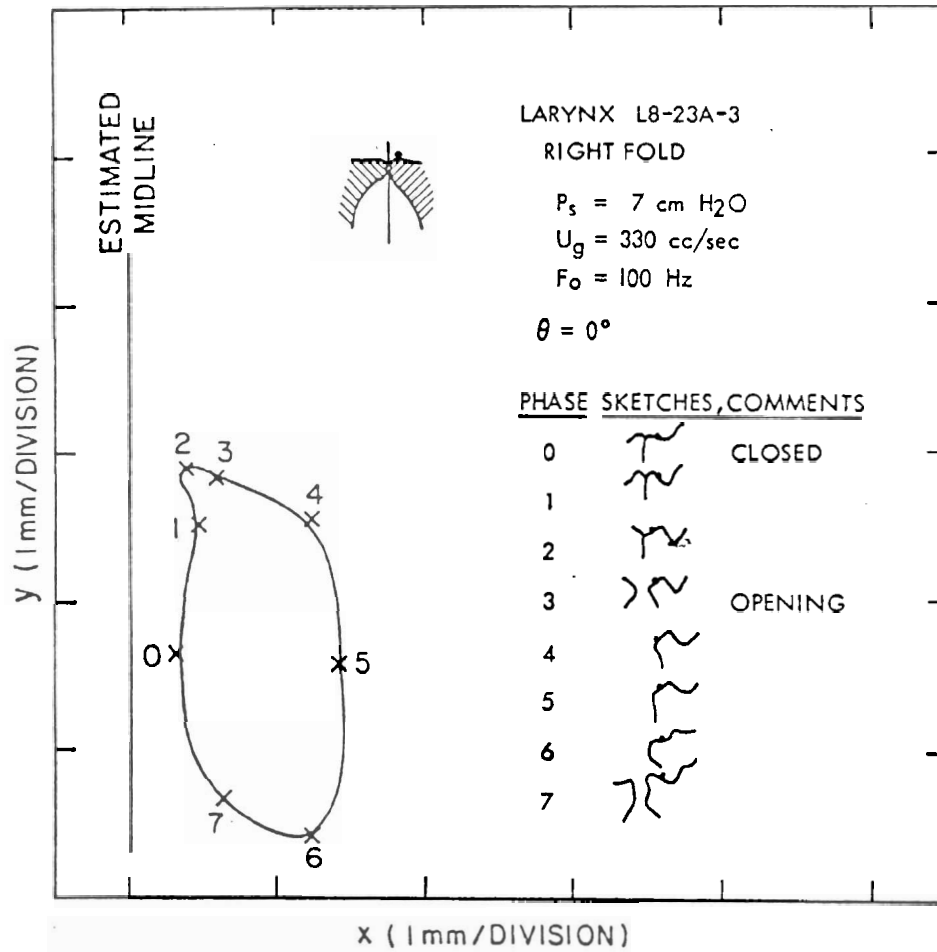 ESTIMATED
MIDLINE
LARYNX L8-23A-3
RIGHT FOLD
Ps = 7 cm H2O
Ug = 330 cc/sec
Fo = 100 Hz
θ = 0°
PHASE SKETCHES, COMMENTS
0 CLOSED
1
2
3 OPENING
4
5
6
7
2
3
4
1
0
5
7
6
y (1mm/DIVISION)
x (1mm/DIVISION)